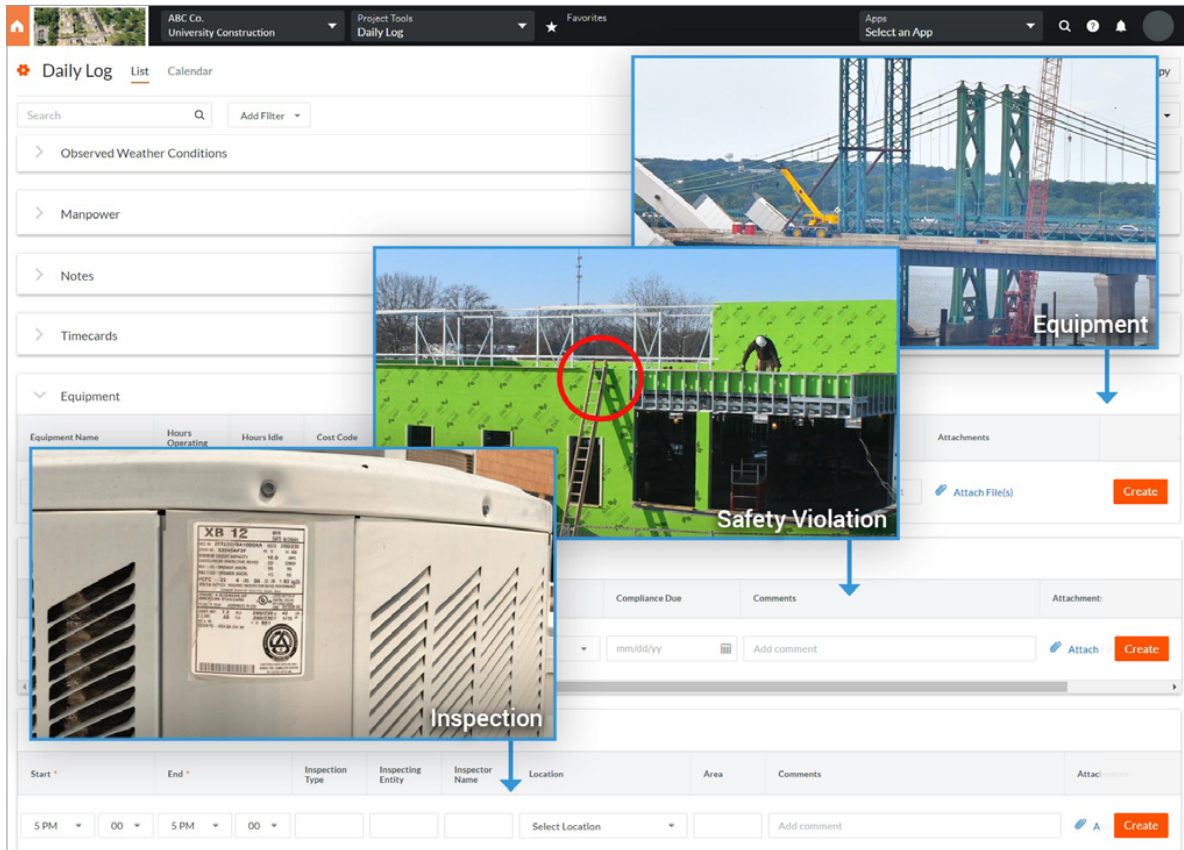 ABC Co.
University Construction
Project Tools
Daily Log
Favorites
Apps
Select an App
Daily Log
List
Calendar
py
Search
Add Filter
Observed Weather Conditions
Manpower
Notes
Timecards
Equipment
Equipment
Equipment Name
Hours Operating
Hours Idle
Cost Code
Attachments
Attach File(s)
Create
Safety Violation
XB 12
Compliance Due
Comments
Attachment
mm/dd/yy
Add comment
Attach
Create
Inspection
Start *
End *
Inspection Type
Inspecting Entity
Inspector Name
Location
Area
Comments
Attachments
5 PM
00
5 PM
00
Select Location
Add comment
A
Create